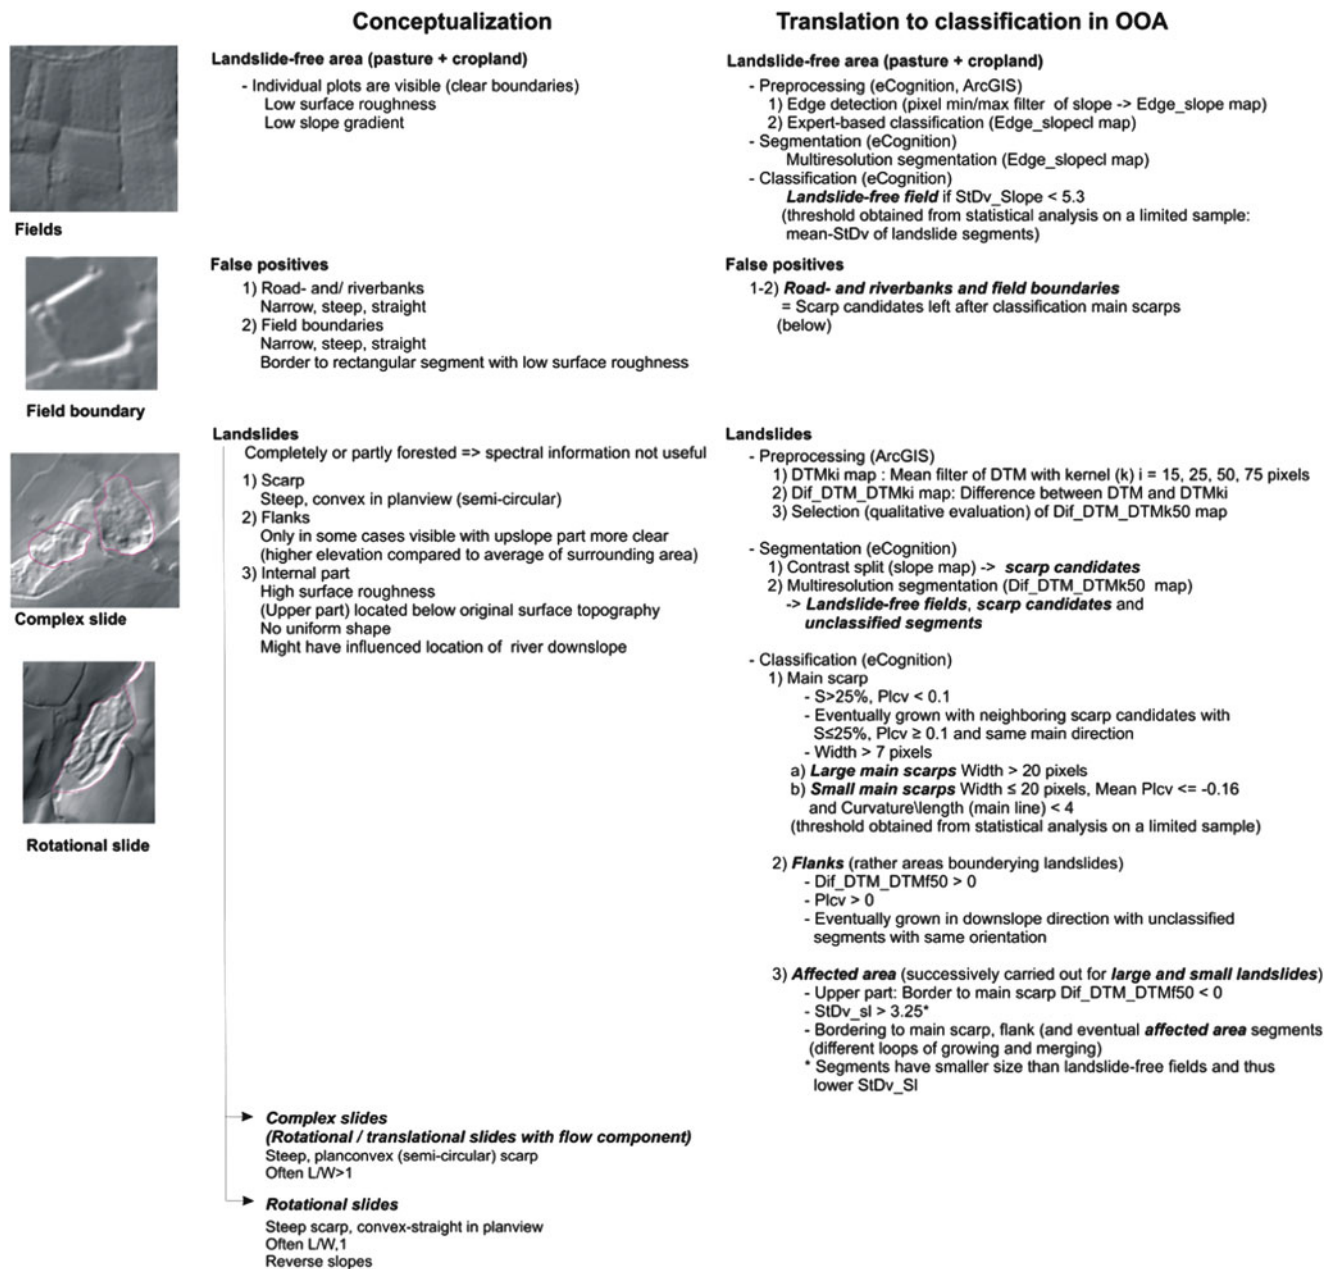 Conceptualization
Landslide-free area (pasture + cropland)
- Individual plots are visible (clear boundaries)
Low surface roughness
Low slope gradient
Fields
False positives
1) Road- and/ riverbanks
Narrow, steep, straight
2) Field boundaries
Narrow, steep, straight
Border to rectangular segment with low surface roughness
Field boundary
Landslides
Completely or partly forested => spectral information not useful
1) Scarp
Steep, convex in planview (semi-circular)
2) Flanks
Only in some cases visible with upslope part more clear
(higher elevation compared to average of surrounding area)
3) Internal part
High surface roughness
(Upper part) located below original surface topography
No uniform shape
Might have influenced location of river downslope
Complex slide
Rotational slide
Complex slides
(Rotational / translational slides with flow component)
Steep, planconvex (semi-circular) scarp
Often L/W>1
Rotational slides
Steep scarp, convex-straight in planview
Often L/W,1
Reverse slopes
Translation to classification in OOA
Landslide-free area (pasture + cropland)
- Preprocessing (eCognition, ArcGIS)
1) Edge detection (pixel min/max filter of slope -> Edge_slope map)
2) Expert-based classification (Edge_slopecl map)
- Segmentation (eCognition)
Multiresolution segmentation (Edge_slopecl map)
- Classification (eCognition)
Landslide-free field if StDv_Slope < 5.3
(threshold obtained from statistical analysis on a limited sample:
mean-StDv of landslide segments)
False positives
1-2) Road- and riverbanks and field boundaries
= Scarp candidates left after classification main scarps
(below)
Landslides
- Preprocessing (ArcGIS)
1) DTMki map : Mean filter of DTM with kernel (k) i = 15, 25, 50, 75 pixels
2) Dif_DTM_DTMki map: Difference between DTM and DTMki
3) Selection (qualitative evaluation) of Dif_DTM_DTMk50 map
- Segmentation (eCognition)
1) Contrast split (slope map) -> scarp candidates
2) Multiresolution segmentation (Dif_DTM_DTMk50 map)
-> Landslide-free fields, scarp candidates and
unclassified segments
- Classification (eCognition)
1) Main scarp
- S>25%, Plcv < 0.1
- Eventually grown with neighboring scarp candidates with
S≤25%, Plcv ≥ 0.1 and same main direction
- Width > 7 pixels
a) Large main scarps Width > 20 pixels
b) Small main scarps Width ≤ 20 pixels, Mean Plcv <= -0.16
and Curvature\length (main line) < 4
(threshold obtained from statistical analysis on a limited sample)
2) Flanks (rather areas bounderying landslides)
- Dif_DTM_DTMf50 > 0
- Plcv > 0
- Eventually grown in downslope direction with unclassified
segments with same orientation
3) Affected area (successively carried out for large and small landslides)
- Upper part: Border to main scarp Dif_DTM_DTMf50 < 0
- StDv_sl > 3.25*
- Bordering to main scarp, flank (and eventual affected area segments
(different loops of growing and merging)
* Segments have smaller size than landslide-free fields and thus
lower StDv_Sl